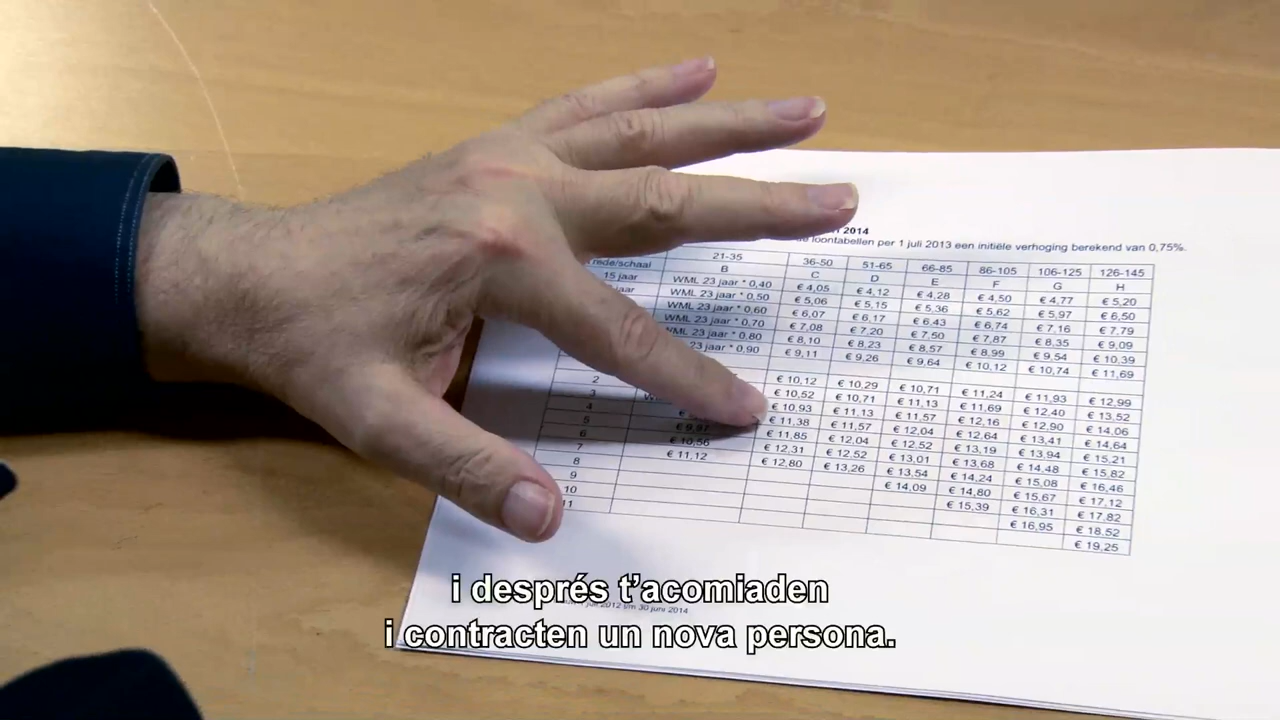 2014
loontabellen per 1 juli 2013 een initiële verhoging berekend van 0,75%.
21-35 36-50 51-65 66-85 86-105 106-125 126-145
B C D E F G H
15 jaar WML 23 jaar * 0,40 € 4,05 € 4,12 € 4,28 € 4,50 € 4,77 € 5,20
WML 23 jaar * 0,50 € 5,06 € 5,15 € 5,36 € 5,62 € 5,97 € 6,50
WML 23 jaar * 0,60 € 6,07 € 6,17 € 6,43 € 6,74 € 7,16 € 7,79
WML 23 jaar * 0,70 € 7,08 € 7,20 € 7,50 € 7,87 € 8,35 € 9,09
jaar * 0,80 € 8,10 € 8,23 € 8,57 € 8,99 € 9,54 € 10,39
23 jaar * 0,90 € 9,11 € 9,26 € 9,64 € 10,12 € 10,74 € 11,69
€ 10,12 € 10,29 € 10,71 € 11,24 € 11,93 € 12,99
2 € 10,52 € 10,71 € 11,13 € 11,69 € 12,40 € 13,52
3 € 10,93 € 11,13 € 11,57 € 12,16 € 12,90 € 14,06
4 € 11,38 € 11,57 € 12,04 € 12,64 € 13,41 € 14,64
5 € 11,85 € 12,04 € 12,52 € 13,19 € 13,94 € 15,21
6 € 10,56 € 12,31 € 12,52 € 13,01 € 13,68 € 14,48 € 15,82
7 € 11,12 € 12,80 € 13,26 € 13,54 € 14,24 € 15,08 € 16,46
8 € 14,09 € 14,80 € 15,67 € 17,12
9 € 15,39 € 16,31 € 17,82
10 € 16,95 € 18,52
11 € 19,25
2012 t/m 30 juni 2014
i després t'acomiaden
i contracten un nova persona.